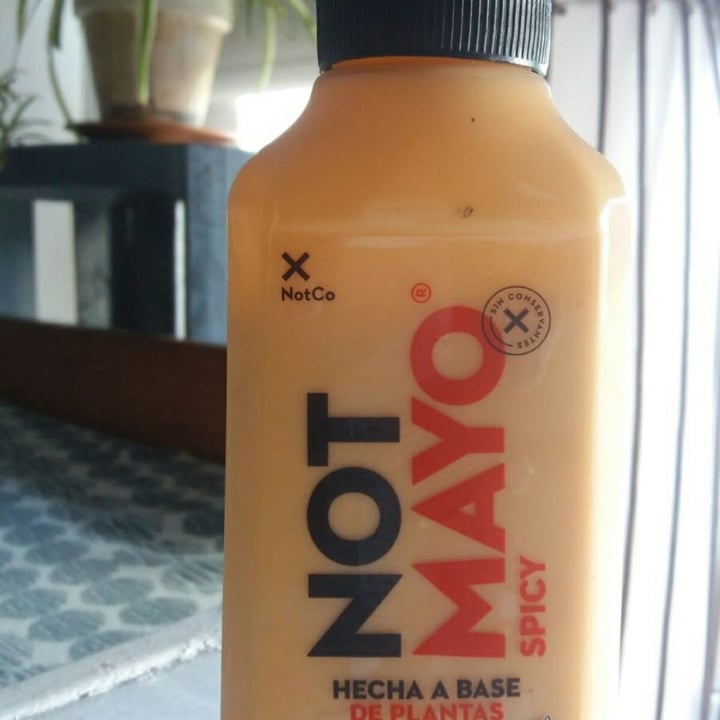 NotCo
SIN CONSERVANTES
NOT
MAYO®
SPICY
HECHA A BASE
DE PLANTAS